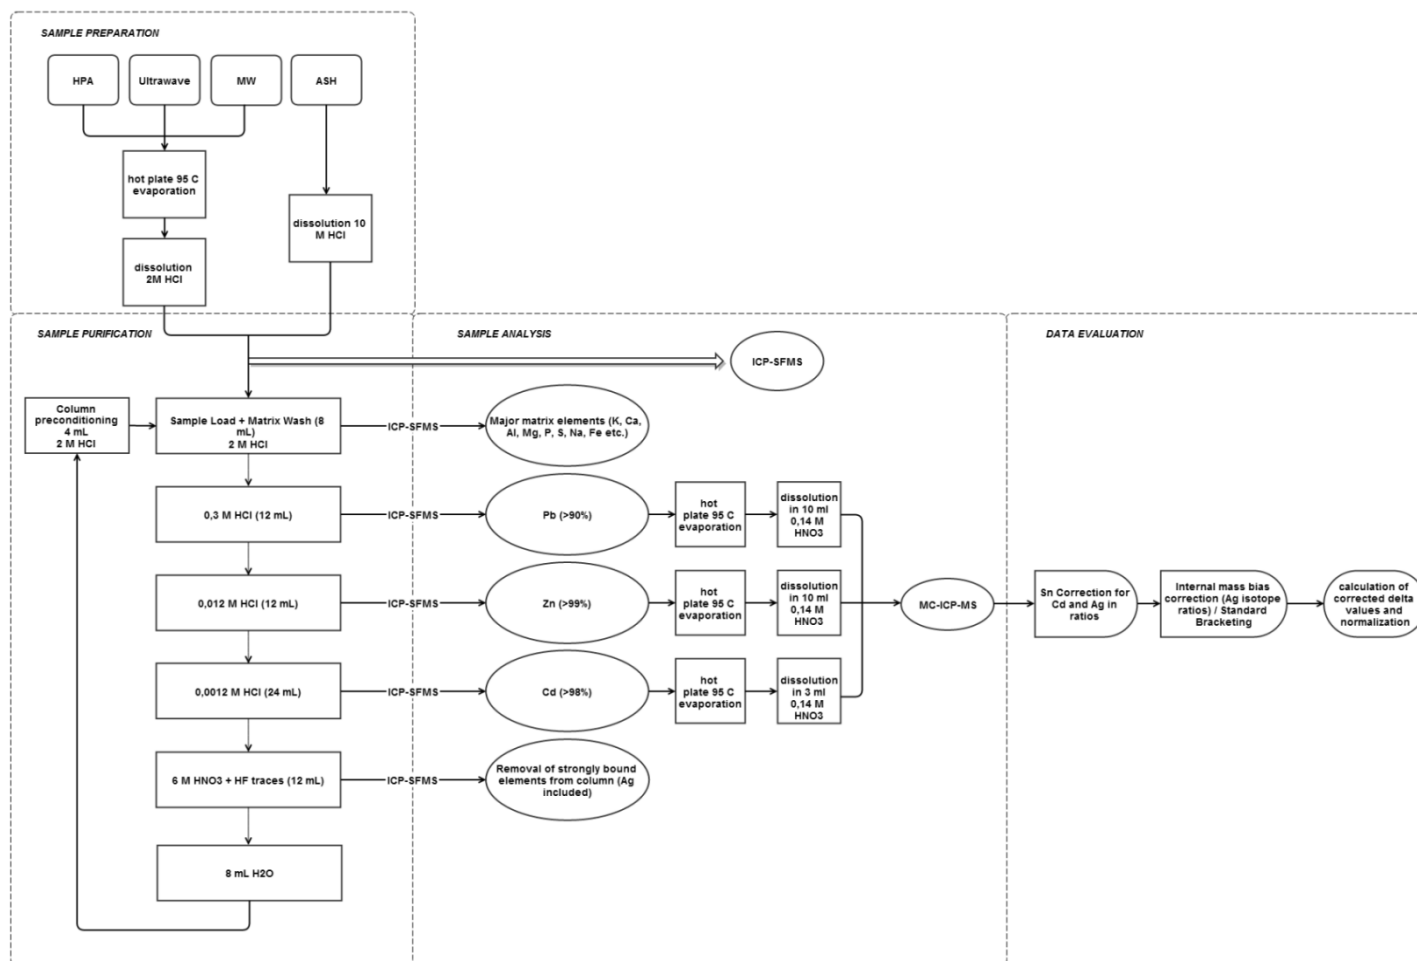 SAMPLE PREPARATION
HPA
Ultrawave
MW
ASH
hot plate 95 C
evaporation
dissolution 10
M HCl
dissolution
2M HCl
SAMPLE PURIFICATION
SAMPLE ANALYSIS
DATA EVALUATION
ICP-SFMS
Column
preconditioning
4 mL
2 M HCl
Sample Load + Matrix Wash (8
mL)
2 M HCl
ICP-SFMS
Major matrix elements (K, Ca,
Al, Mg, P, S, Na, Fe etc.)
0,3 M HCl (12 mL)
ICP-SFMS
Pb (>90%)
hot
plate 95 C
evaporation
dissolution
in 10 ml
0,14 M
HNO3
0,012 M HCl (12 mL)
ICP-SFMS
Zn (>99%)
hot
plate 95 C
evaporation
dissolution
in 10 ml
0,14 M
HNO3
MC-ICP-MS
Sn Correction for
Cd and Ag in
ratios
Internal mass bias
correction (Ag isotope
ratios) / Standard
Bracketing
calculation of
corrected delta
values and
normalization
0,0012 M HCl (24 mL)
ICP-SFMS
Cd (>98%)
hot
plate 95 C
evaporation
dissolution
in 3 ml
0,14 M
HNO3
6 M HNO3 + HF traces (12 mL)
ICP-SFMS
Removal of strongly bound
elements from column (Ag
included)
8 mL H2O